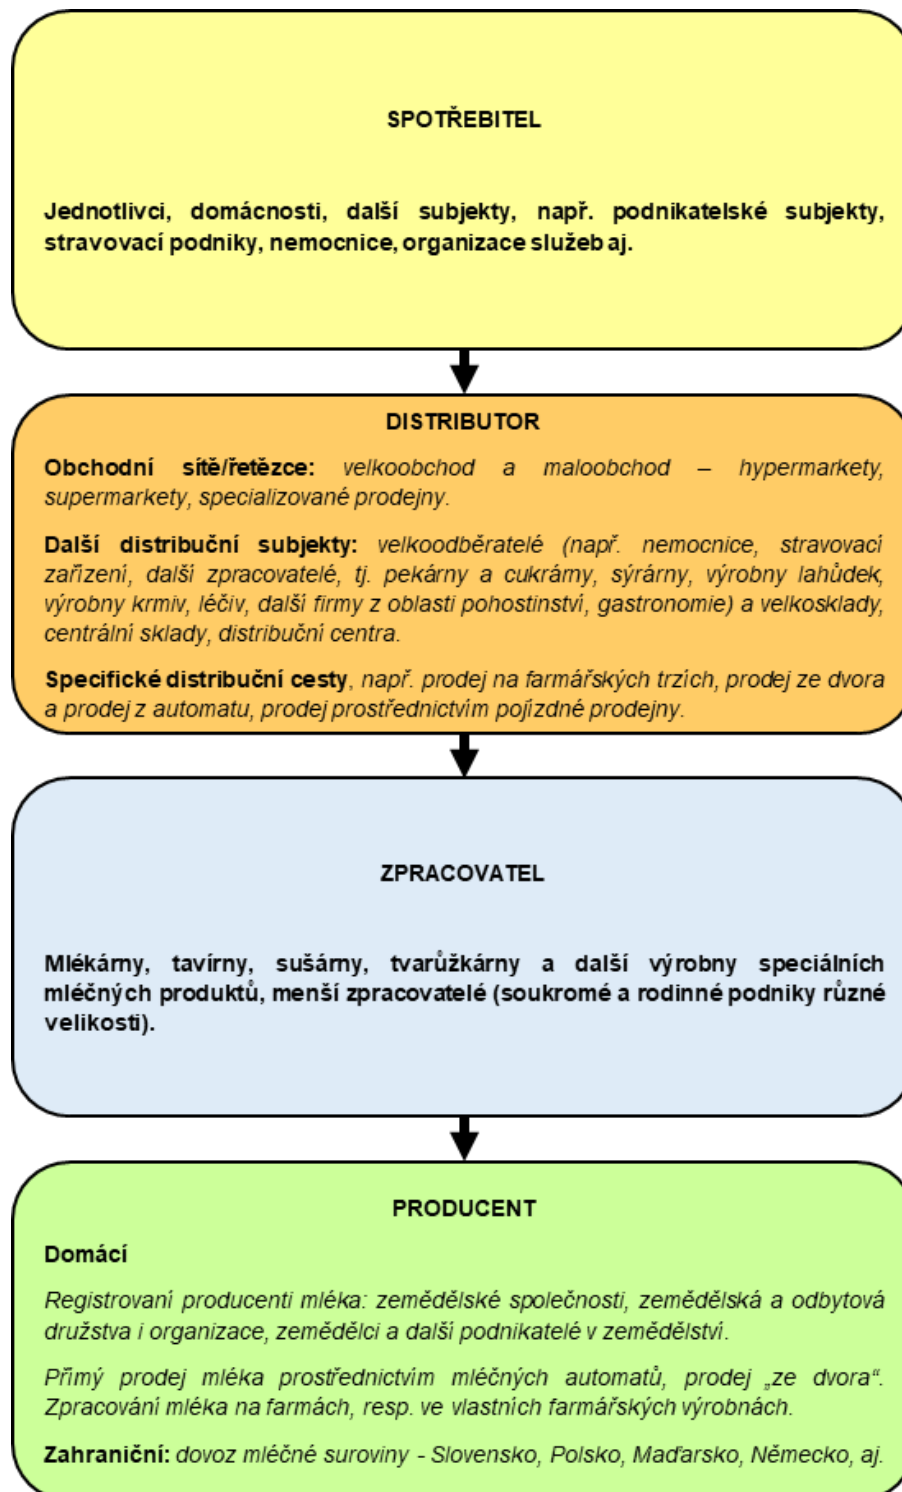 SPOTŘEBITEL
Jednotlivci, domácnosti, další subjekty, např. podnikatelské subjekty,
stravovací podniky, nemocnice, organizace služeb aj.
DISTRIBUTOR
Obchodní sítě/řetězce: velkoobchod a maloobchod – hypermarkety,
supermarkety, specializované prodejny.
Další distribuční subjekty: velkoodběratelé (např. nemocnice, stravovací
zařízení, další zpracovatelé, tj. pekárny a cukrárny, sýrárny, výrobny lahůdek,
výrobny krmiv, léčiv, další firmy z oblasti pohostinství, gastronomie) a velkosklady,
centrální sklady, distribuční centra.
Specifické distribuční cesty, např. prodej na farmářských trzích, prodej ze dvora
a prodej z automatu, prodej prostřednictvím pojízdné prodejny.
ZPRACOVATEL
Mlékárny, tavírny, sušárny, tvarůžkárny a další výrobny speciálních
mléčných produktů, menší zpracovatelé (soukromé a rodinné podniky různé
velikosti).
PRODUCENT
Domácí
Registrovaní producenti mléka: zemědělské společnosti, zemědělská a odbytová
družstva i organizace, zemědělci a další podnikatelé v zemědělství.
Přímý prodej mléka prostřednictvím mléčných automatů, prodej „ze dvora“.
Zpracování mléka na farmách, resp. ve vlastních farmářských výrobnách.
Zahraniční: dovoz mléčné suroviny - Slovensko, Polsko, Maďarsko, Německo, aj.